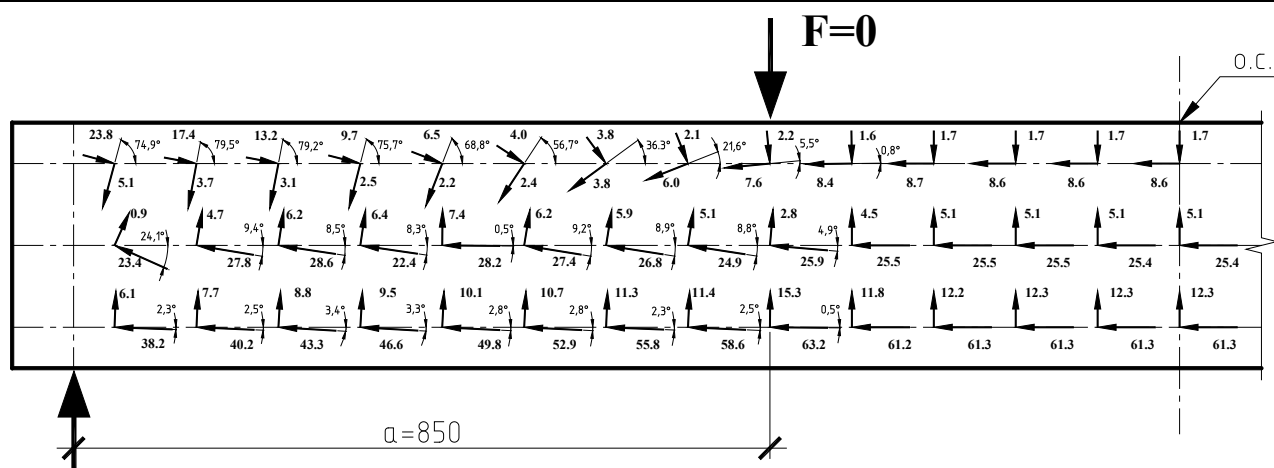 F=0
О.С.
23.8 17.4 13.2 9.7 6.5 4.0 3.8 2.1 2.2 1.6 1.7 1.7 1.7 1.7
74,9° 79,5° 79,2° 75,7° 68,8° 56,7° 36.3° 21,6° 5,5° 0,8°
5.1 3.7 3.1 2.5 2.2 2.4 3.8 6.0 7.6 8.4 8.7 8.6 8.6 8.6
0.9 4.7 6.2 6.4 7.4 6.2 5.9 5.1 2.8 4.5 5.1 5.1 5.1 5.1
24,1° 9,4° 8,5° 8,3° 0,5° 9,2° 8,9° 8,8° 4,9°
23.4 27.8 28.6 22.4 28.2 27.4 26.8 24.9 25.9 25.5 25.5 25.5 25.4 25.4
6.1 7.7 8.8 9.5 10.1 10.7 11.3 11.4 15.3 11.8 12.2 12.3 12.3 12.3
2,3° 2,5° 3,4° 3,3° 2,8° 2,8° 2,3° 2,5° 0,5°
38.2 40.2 43.3 46.6 49.8 52.9 55.8 58.6 63.2 61.2 61.3 61.3 61.3 61.3
a=850